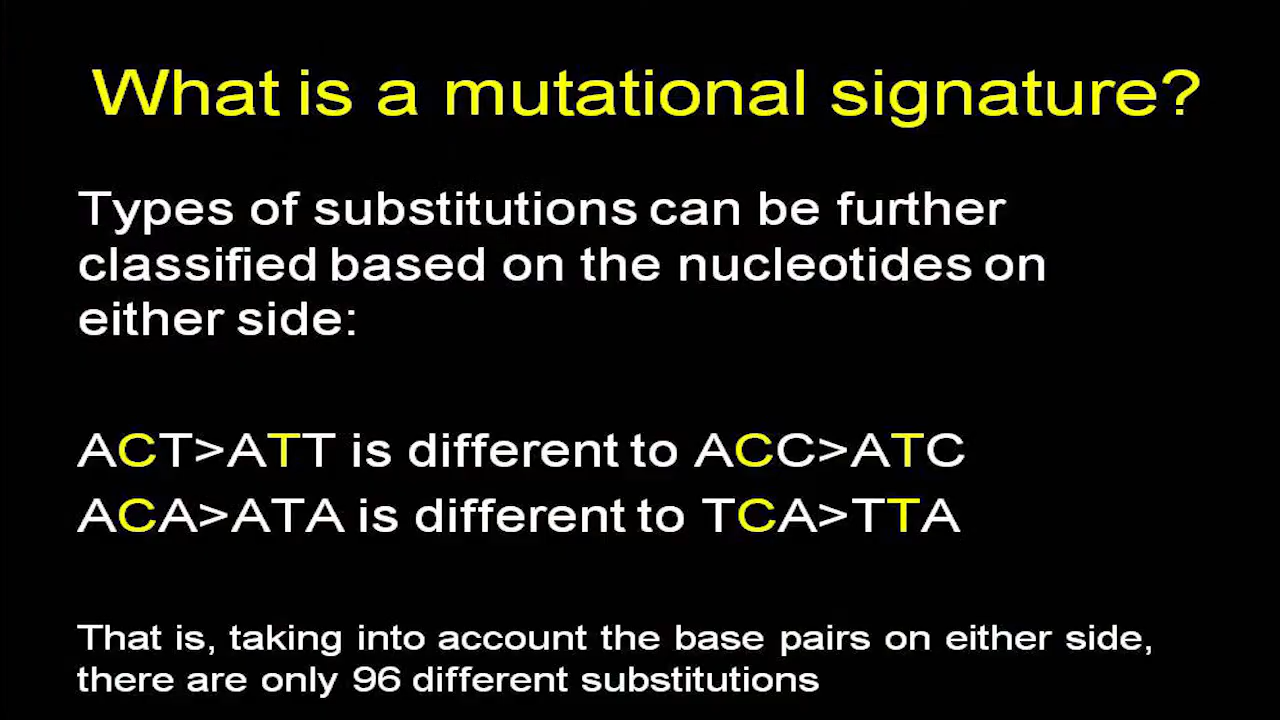 What is a mutational signature?
Types of substitutions can be further
classified based on the nucleotides on
either side:
ACT>ATT is different to ACC>ATC
ACA>ATA is different to TCA>TTA
That is, taking into account the base pairs on either side,
there are only 96 different substitutions